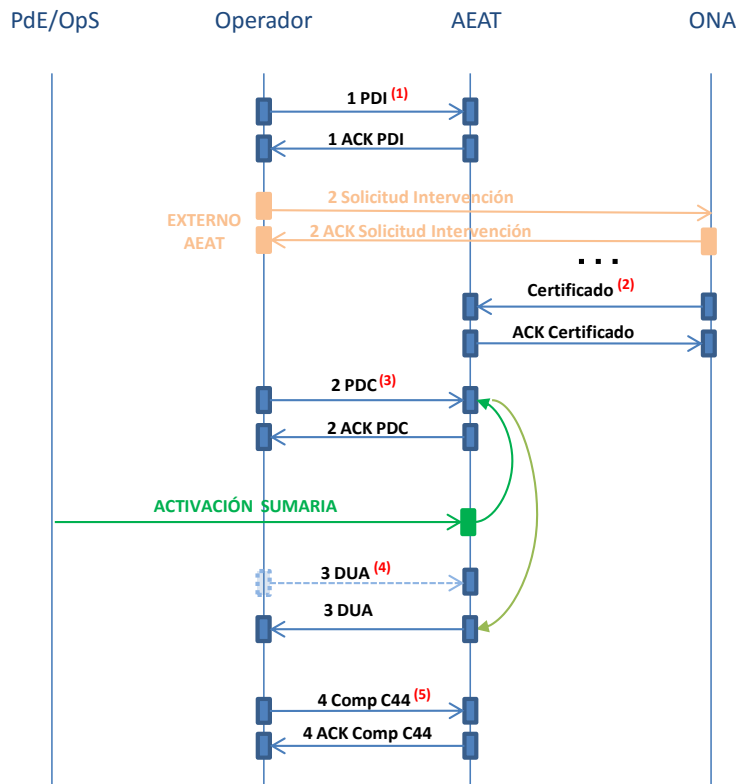 PdE/OpS Operador AEAT ONA
1 PDI (1)
1 ACK PDI
2 Solicitud Intervención
EXTERNO
AEAT
2 ACK Solicitud Intervención
...
Certificado (2)
ACK Certificado
2 PDC (3)
2 ACK PDC
ACTIVACIÓN SUMARIA
3 DUA (4)
3 DUA
4 Comp C44 (5)
4 ACK Comp C44